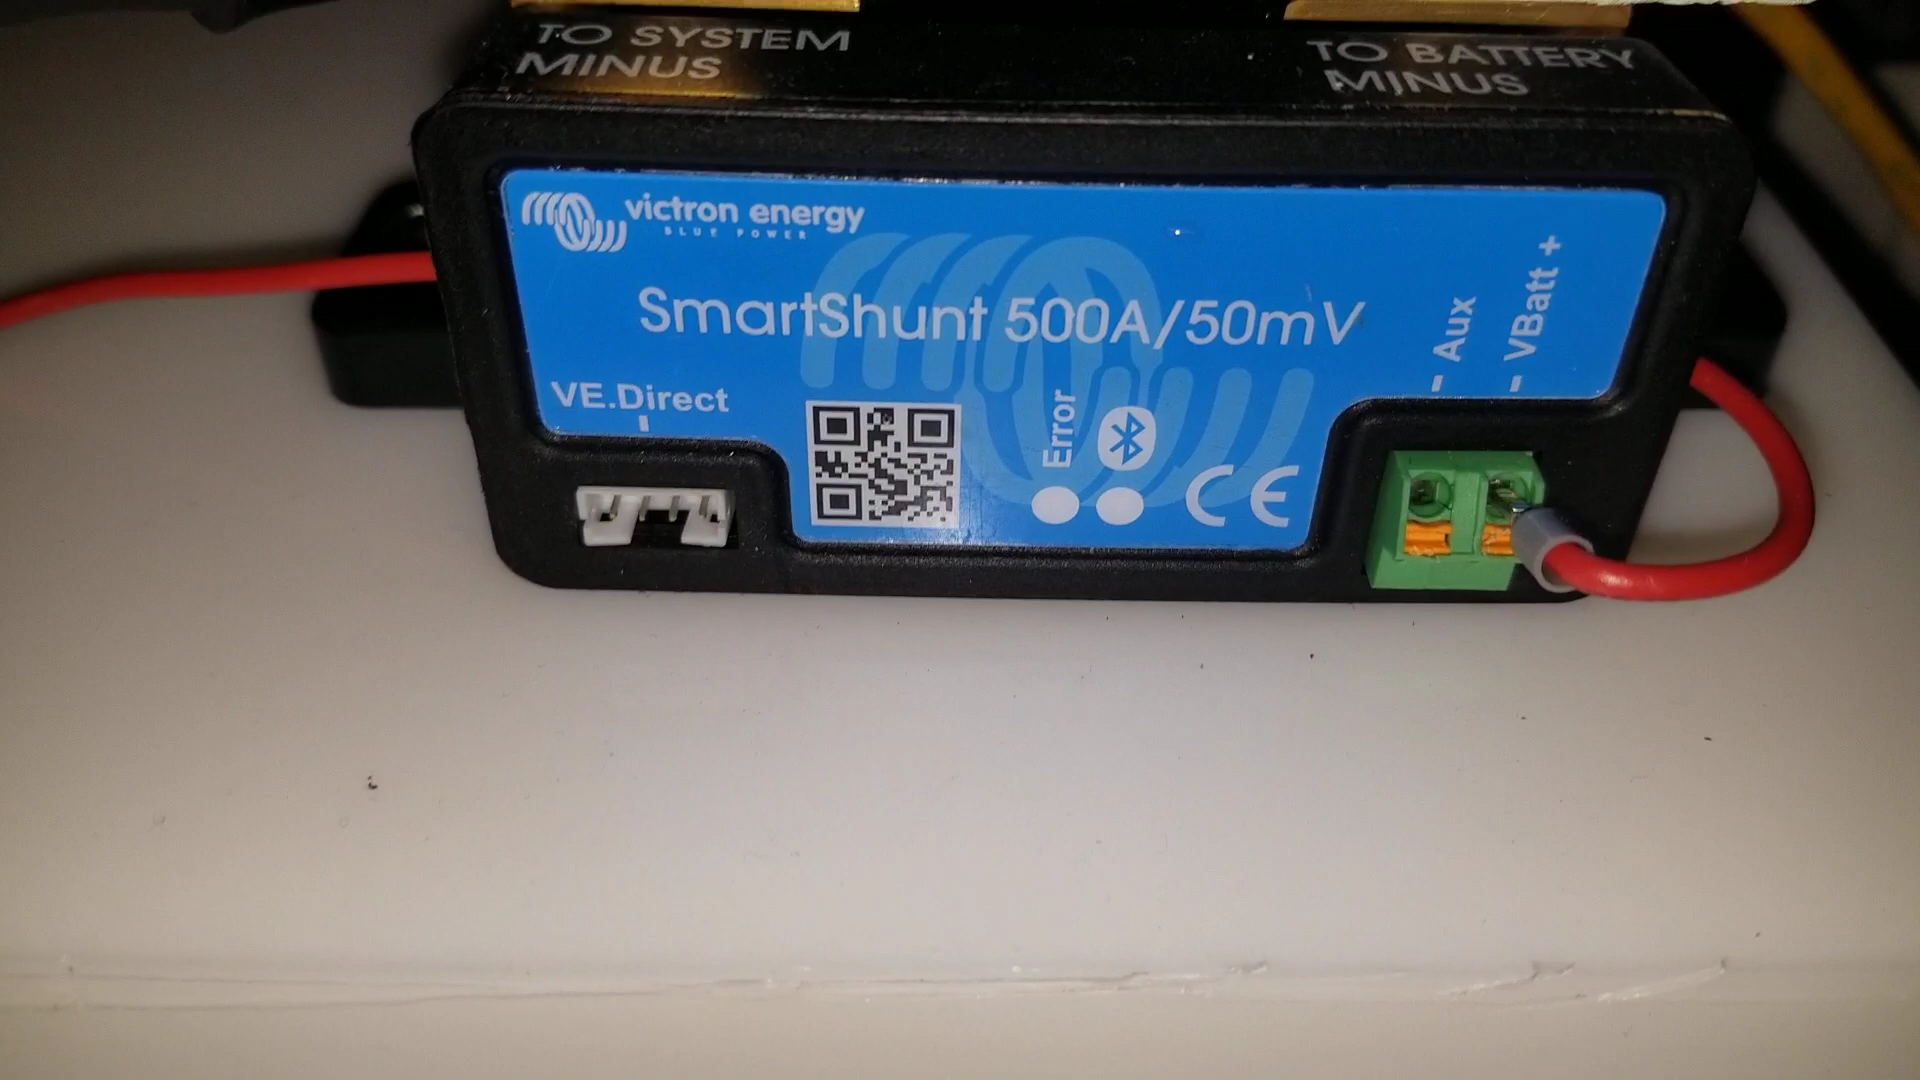 TO SYSTEM
MINUS
TO BATTERY
MINUS
victron energy
BLUE POWER
SmartShunt 500A/50mV
Aux
VBatt +
VE.Direct
Error
CE